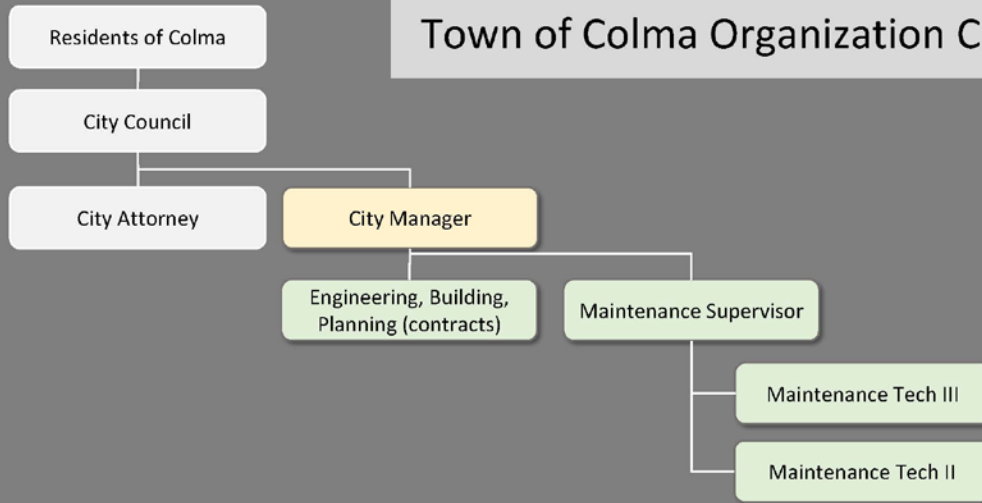 Town of Colma Organization C
Residents of Colma
City Council
City Attorney
City Manager
Engineering, Building,
Planning (contracts)
Maintenance Supervisor
Maintenance Tech III
Maintenance Tech II